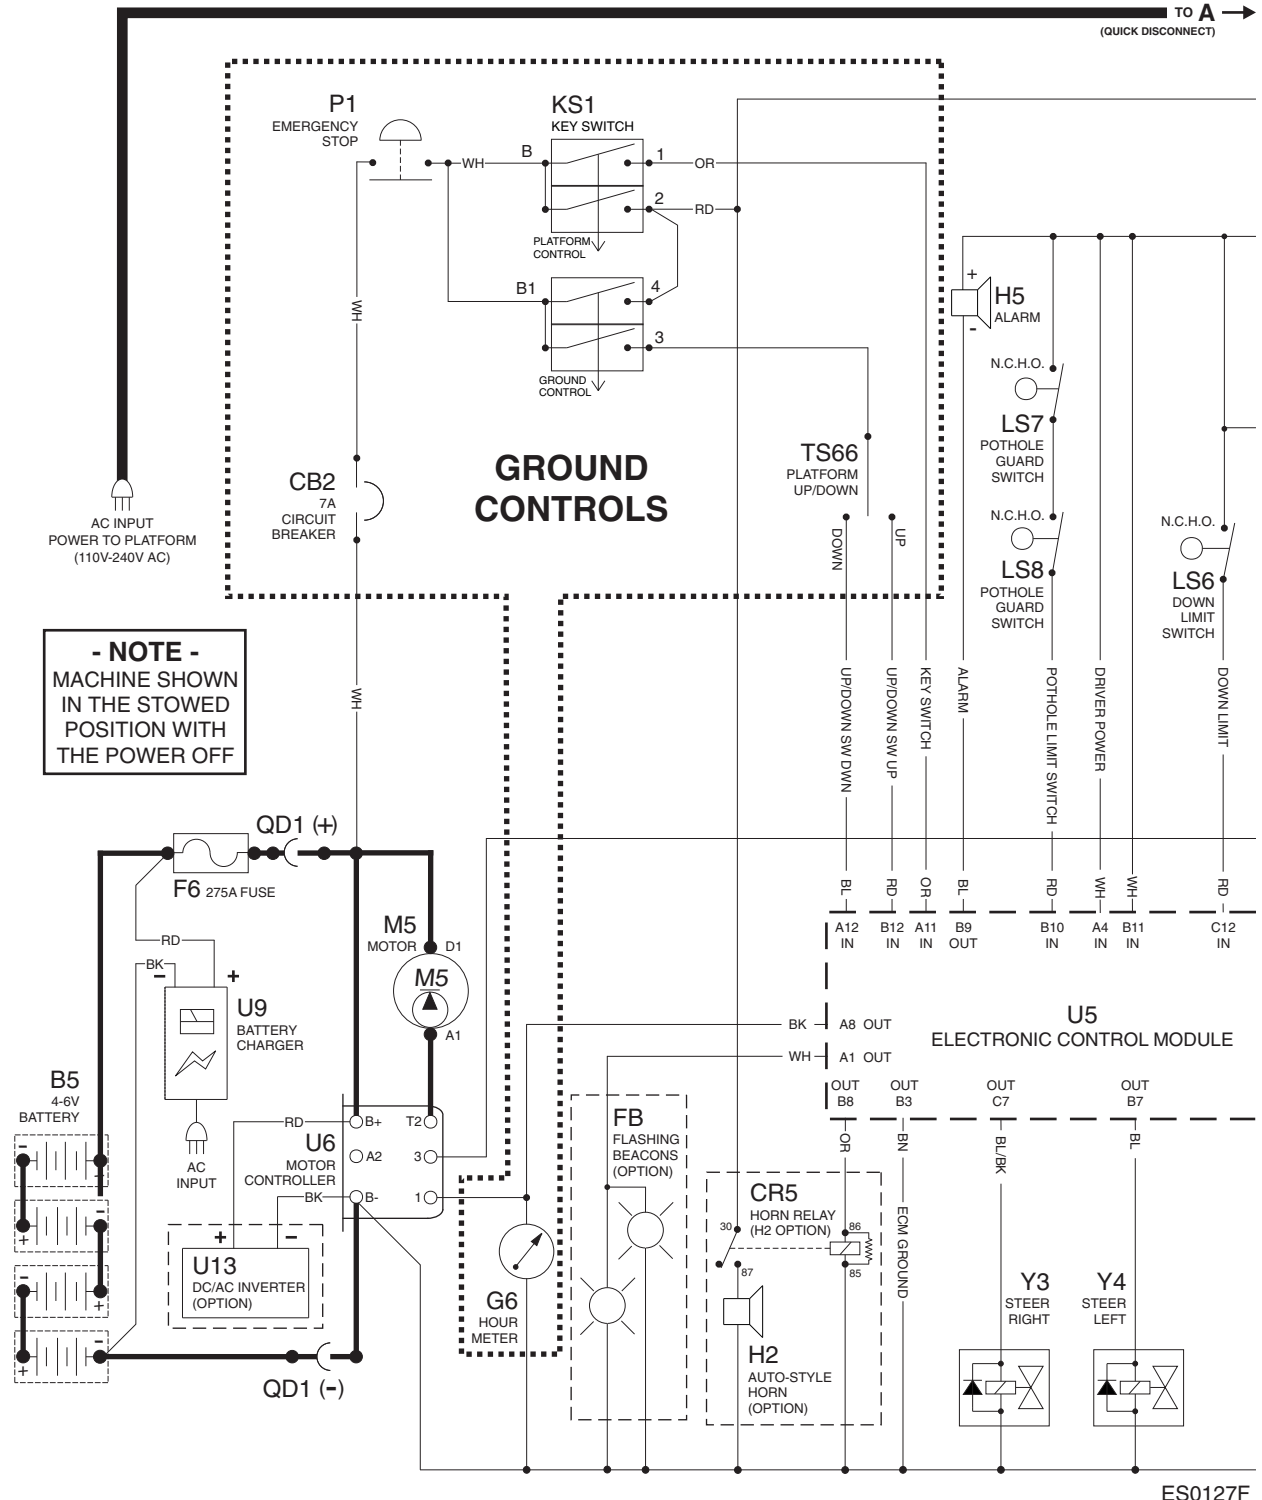 TO A
(QUICK DISCONNECT)
P1
EMERGENCY
STOP
KS1
KEY SWITCH
B
WH
1
OR
2
RD
PLATFORM
CONTROL
B1
4
3
GROUND
CONTROL
WH
CB2
7A
CIRCUIT
BREAKER
GROUND
CONTROLS
TS66
PLATFORM
UP/DOWN
DOWN
UP
+
H5
ALARM
-
N.C.H.O.
LS7
POTHOLE
GUARD
SWITCH
N.C.H.O.
LS8
POTHOLE
GUARD
SWITCH
N.C.H.O.
LS6
DOWN
LIMIT
SWITCH
AC INPUT
POWER TO PLATFORM
(110V-240V AC)
- NOTE -
MACHINE SHOWN
IN THE STOWED
POSITION WITH
THE POWER OFF
WH
UP/DOWN SW DWN
UP/DOWN SW UP
KEY SWITCH
ALARM
POTHOLE LIMIT SWITCH
DRIVER POWER
DOWN LIMIT
BL
RD
OR
BL
RD
WH
WH
RD
A12
IN
B12
IN
A11
IN
B9
OUT
B10
IN
A4
IN
B11
IN
C12
IN
QD1 (+)
F6 275A FUSE
RD
BK
−
+
U9
BATTERY
CHARGER
AC
INPUT
M5
MOTOR
D1
M5
A1
BK
A8 OUT
WH
A1 OUT
U5
ELECTRONIC CONTROL MODULE
OUT
B8
OUT
B3
OUT
C7
OUT
B7
OR
BN
BL/BK
BL
ECM GROUND
B5
4-6V
BATTERY
-
+
-
+
-
+
-
+
RD
B+
T2
U6
MOTOR
CONTROLLER
A2
3
BK
B-
1
+
−
U13
DC/AC INVERTER
(OPTION)
QD1 (-)
G6
HOUR
METER
FB
FLASHING
BEACONS
(OPTION)
CR5
HORN RELAY
(H2 OPTION)
30
87
86
85
H2
AUTO-STYLE
HORN
(OPTION)
Y3
STEER
RIGHT
Y4
STEER
LEFT
ES0127F